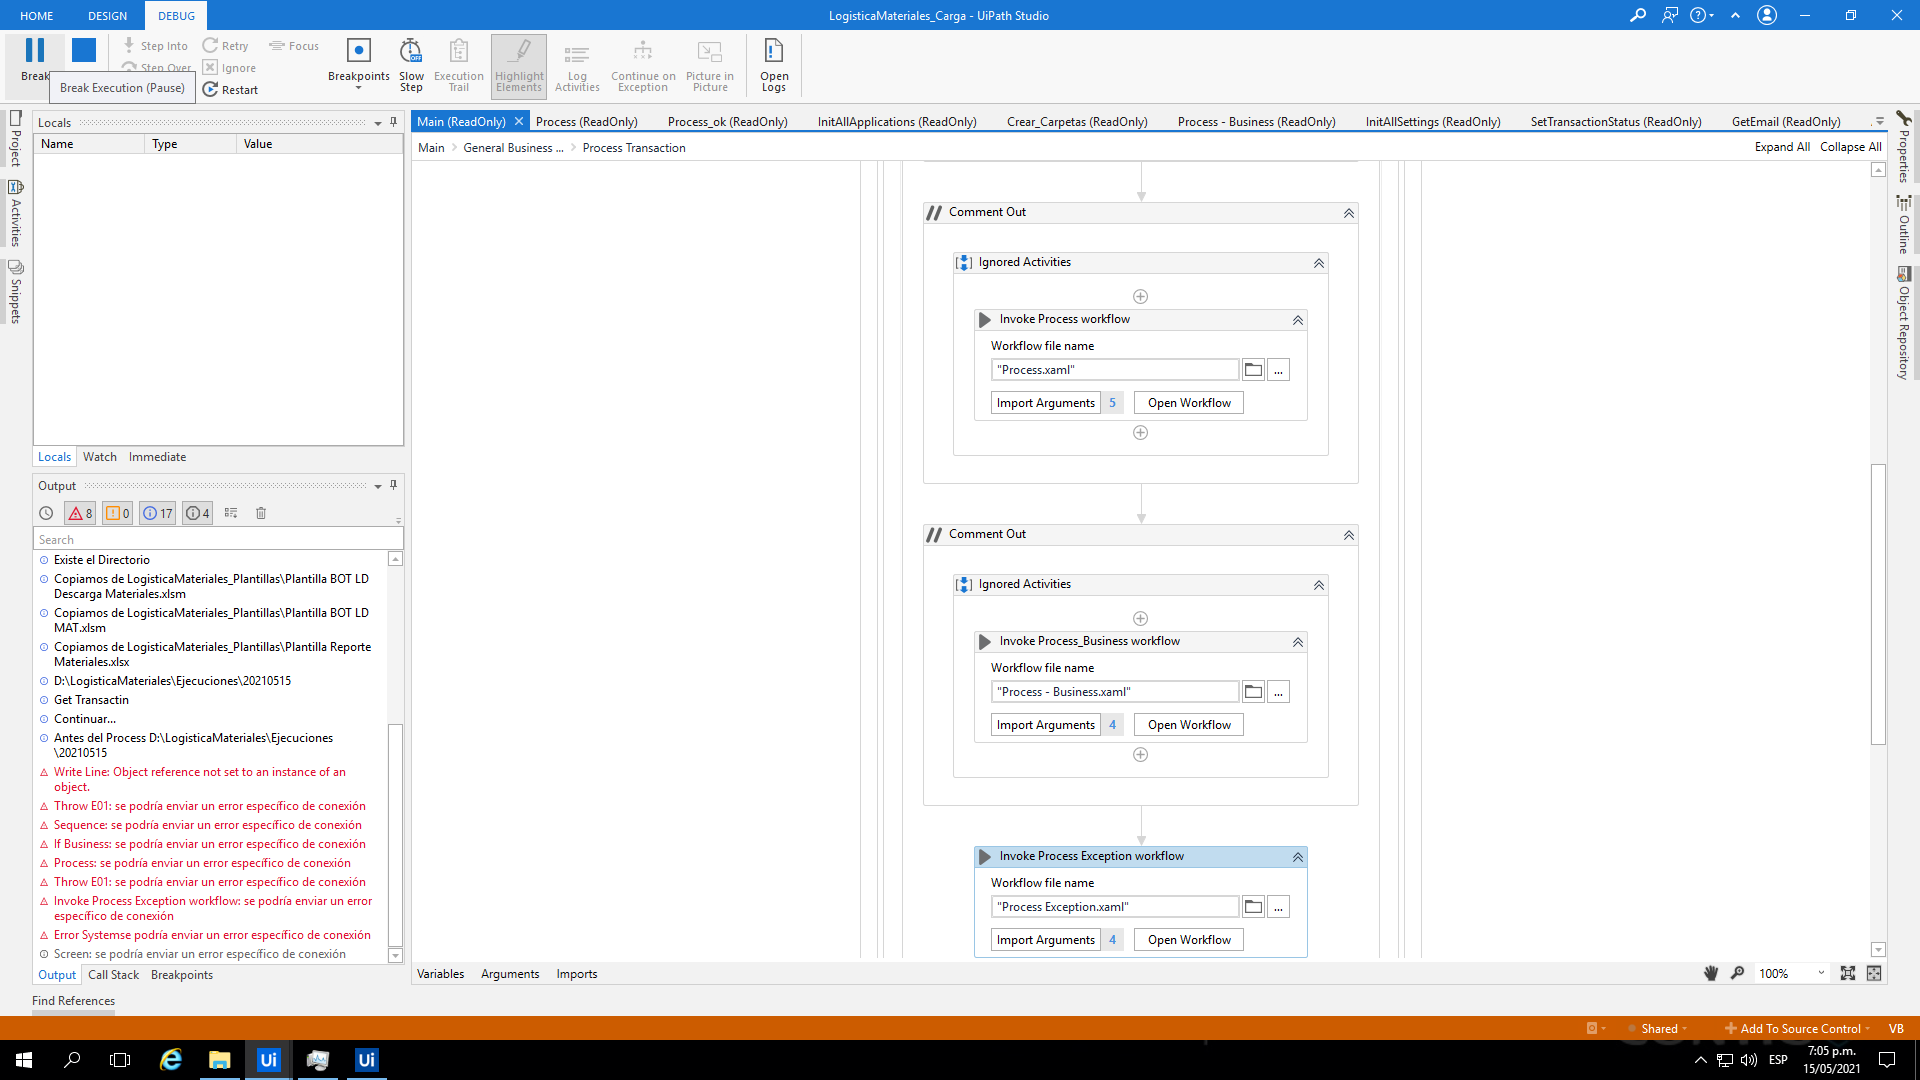 HOME DESIGN DEBUG
LogisticaMateriales_Carga - UiPath Studio
Break
Step Into
Step Over
Retry
Ignore
Restart
Focus
Breakpoints
Slow Step
Execution Trail
Highlight Elements
Log Activities
Continue on Exception
Picture in Picture
Open Logs
Break Execution (Pause)
Project
Activities
Snippets
Locals
Name Type Value
Locals Watch Immediate
Output
8 0 17 4
Search
Existe el Directorio
Copiamos de LogisticaMateriales_Plantillas\Plantilla BOT LD
Descarga Materiales.xlsm
Copiamos de LogisticaMateriales_Plantillas\Plantilla BOT LD
MAT.xlsm
Copiamos de LogisticaMateriales_Plantillas\Plantilla Reporte
Materiales.xlsx
D:\LogisticaMateriales\Ejecuciones\20210515
Get Transactin
Continuar...
Antes del Process D:\LogisticaMateriales\Ejecuciones
\20210515
Write Line: Object reference not set to an instance of an
object.
Throw E01: se podría enviar un error específico de conexión
Sequence: se podría enviar un error específico de conexión
If Business: se podría enviar un error específico de conexión
Process: se podría enviar un error específico de conexión
Throw E01: se podría enviar un error específico de conexión
Invoke Process Exception workflow: se podría enviar un error
específico de conexión
Error Systemse podría enviar un error específico de conexión
Screen: se podría enviar un error específico de conexión
Output Call Stack Breakpoints
Find References
Main (ReadOnly) Process (ReadOnly) Process_ok (ReadOnly) InitAllApplications (ReadOnly) Crear_Carpetas (ReadOnly) Process - Business (ReadOnly) InitAllSettings (ReadOnly) SetTransactionStatus (ReadOnly) GetEmail (ReadOnly)
Main General Business ... Process Transaction
Expand All Collapse All
// Comment Out
Ignored Activities
Invoke Process workflow
Workflow file name
"Process.xaml"
...
Import Arguments 5 Open Workflow
// Comment Out
Ignored Activities
Invoke Process_Business workflow
Workflow file name
"Process - Business.xaml"
...
Import Arguments 4 Open Workflow
Invoke Process Exception workflow
Workflow file name
"Process Exception.xaml"
...
Import Arguments 4 Open Workflow
Variables Arguments Imports
100%
Properties
Outline
Object Repository
Shared
Add To Source Control
VB
Ui Ui
ESP
7:05 p.m.
15/05/2021